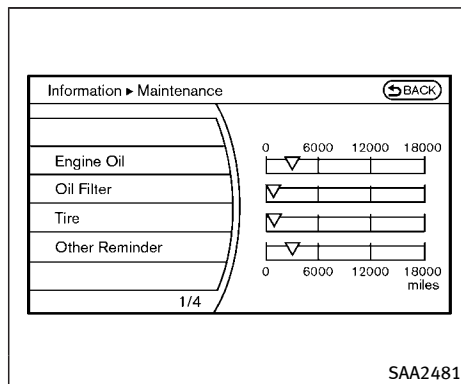 Information ▸ Maintenance
BACK
0 6000 12000 18000
Engine Oil
Oil Filter
Tire
Other Reminder
0 6000 12000 18000
miles
1/4
SAA2481